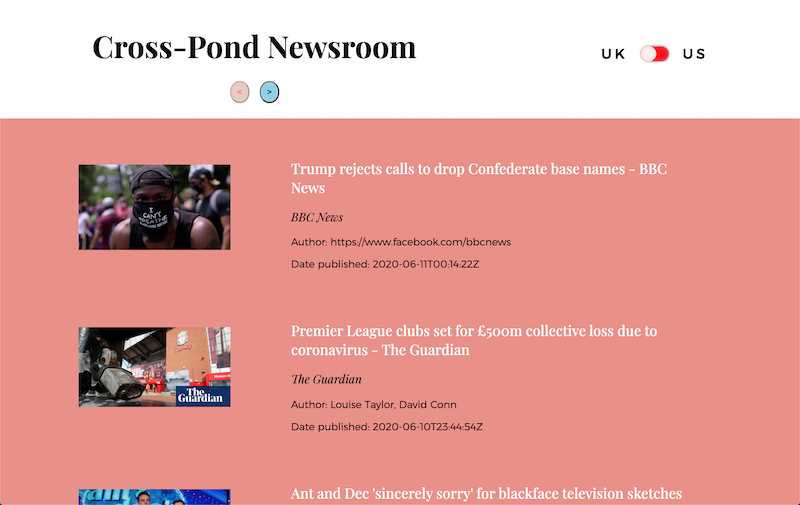 Cross-Pond Newsroom
UK US
< >
Trump rejects calls to drop Confederate base names - BBC
News
BBC News
Author: https://www.facebook.com/bbcnews
Date published: 2020-06-11T00:14:22Z
I CAN'T
BREATHE
Premier League clubs set for £500m collective loss due to
coronavirus - The Guardian
The Guardian
Author: Louise Taylor, David Conn
Date published: 2020-06-10T23:44:54Z
The
Guardian
Ant and Dec 'sincerely sorry' for blackface television sketches